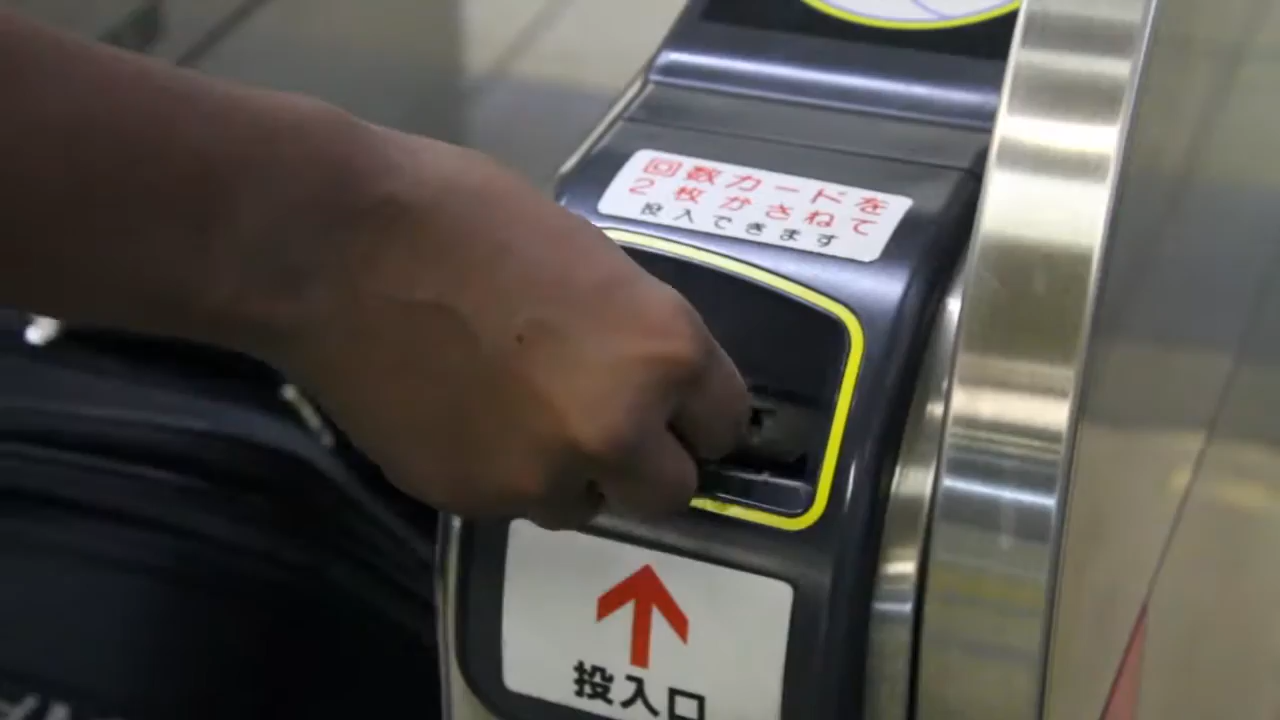 回数カードを
2枚かさねて
投入できます
投入口